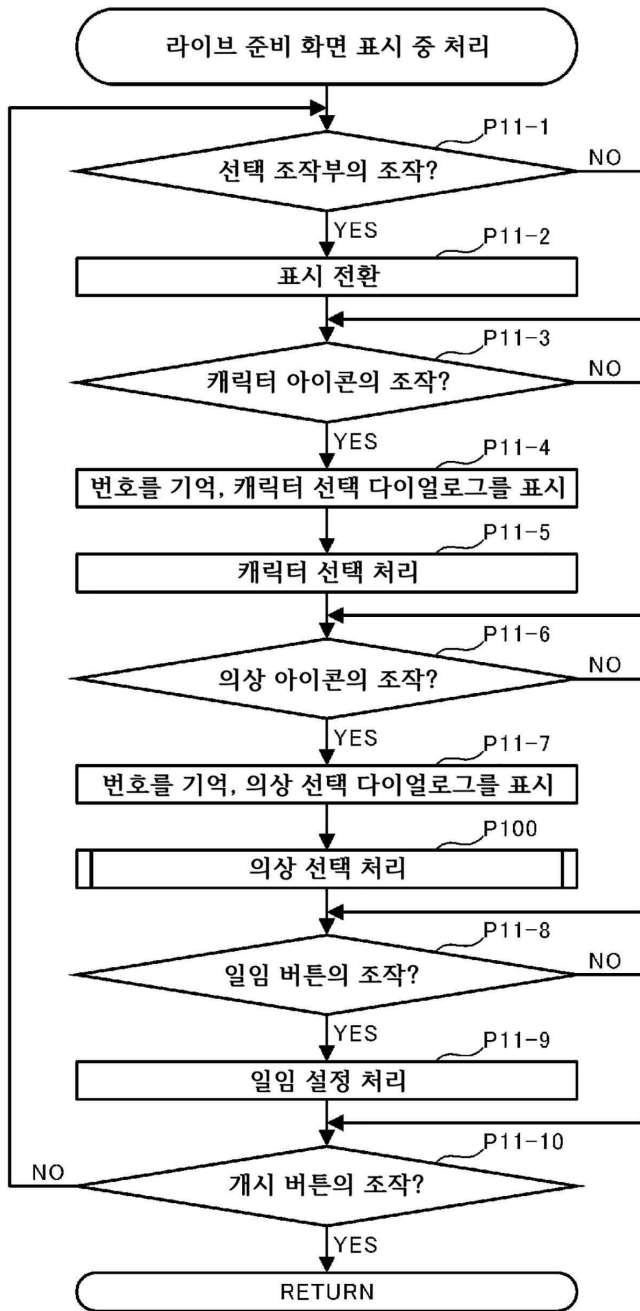 라이브 준비 화면 표시 중 처리
P11-1
선택 조작부의 조작?
NO
YES
P11-2
표시 전환
P11-3
캐릭터 아이콘의 조작?
NO
YES
P11-4
번호를 기억, 캐릭터 선택 다이얼로그를 표시
P11-5
캐릭터 선택 처리
P11-6
의상 아이콘의 조작?
NO
YES
P11-7
번호를 기억, 의상 선택 다이얼로그를 표시
P100
의상 선택 처리
P11-8
일임 버튼의 조작?
NO
YES
P11-9
일임 설정 처리
P11-10
NO
개시 버튼의 조작?
YES
RETURN